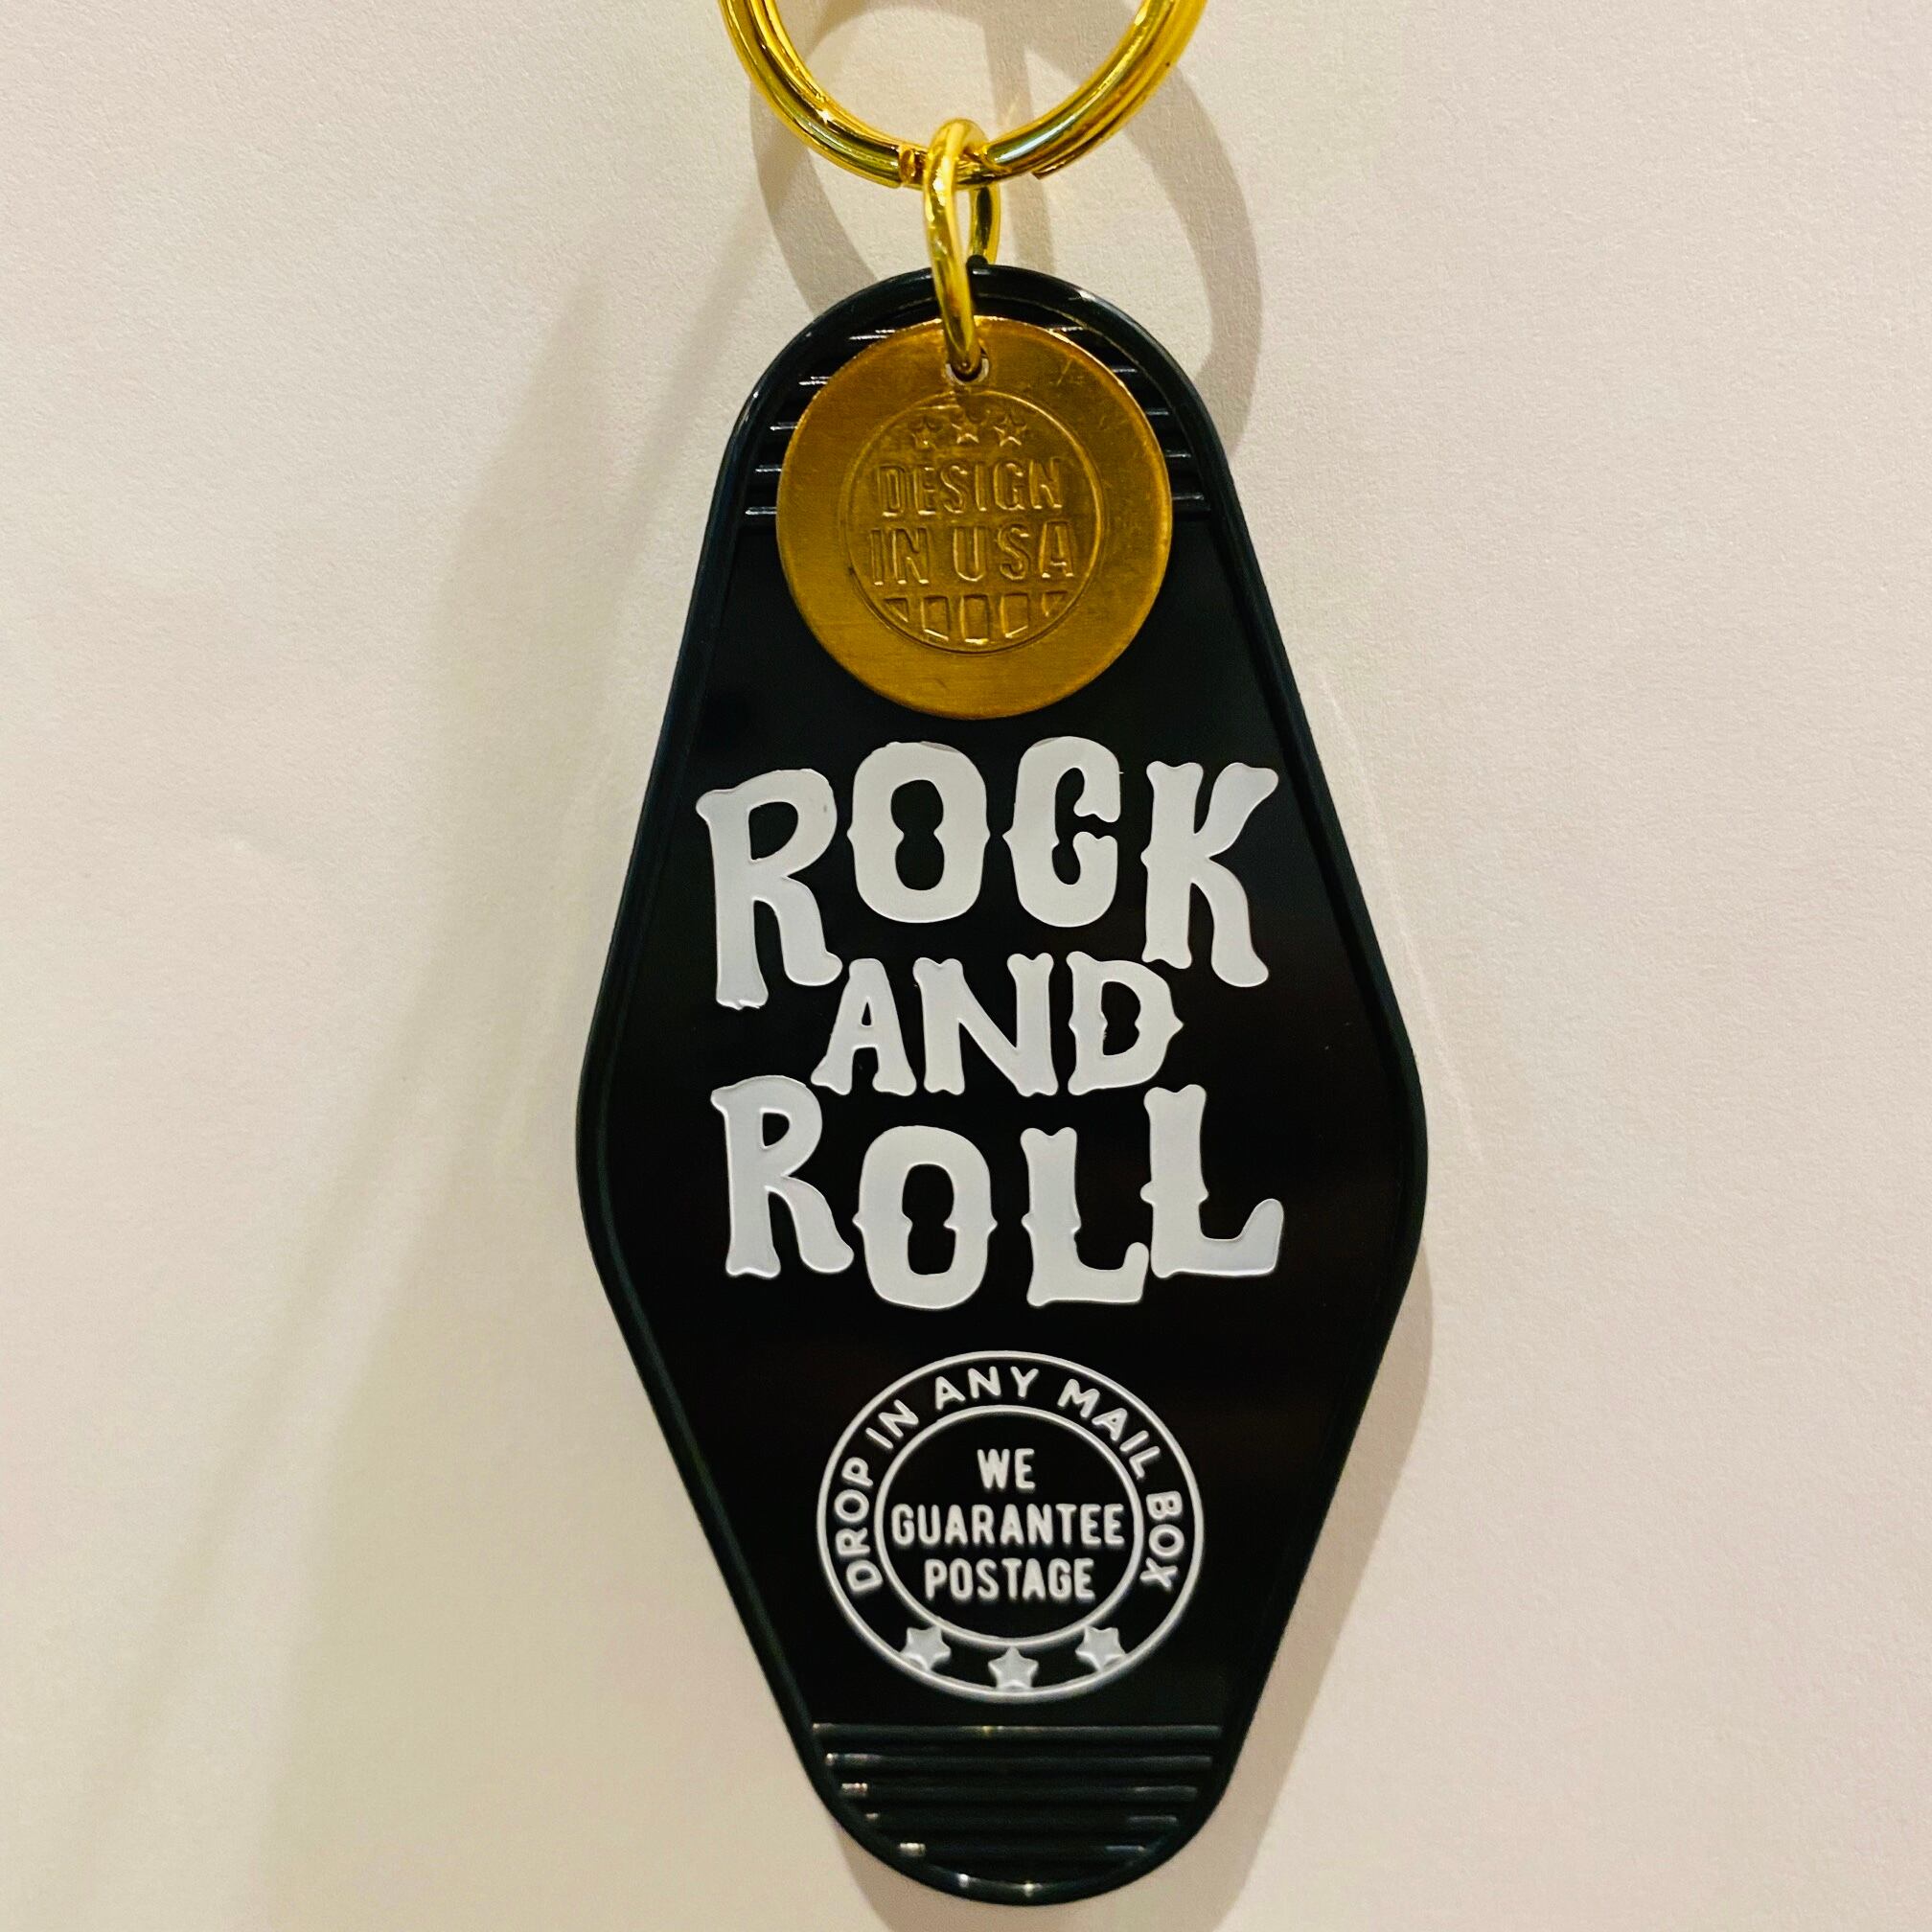 DESIGN
IN USA
ROCK
AND
ROLL
DROP IN ANY MAIL BOX
WE
GUARANTEE
POSTAGE